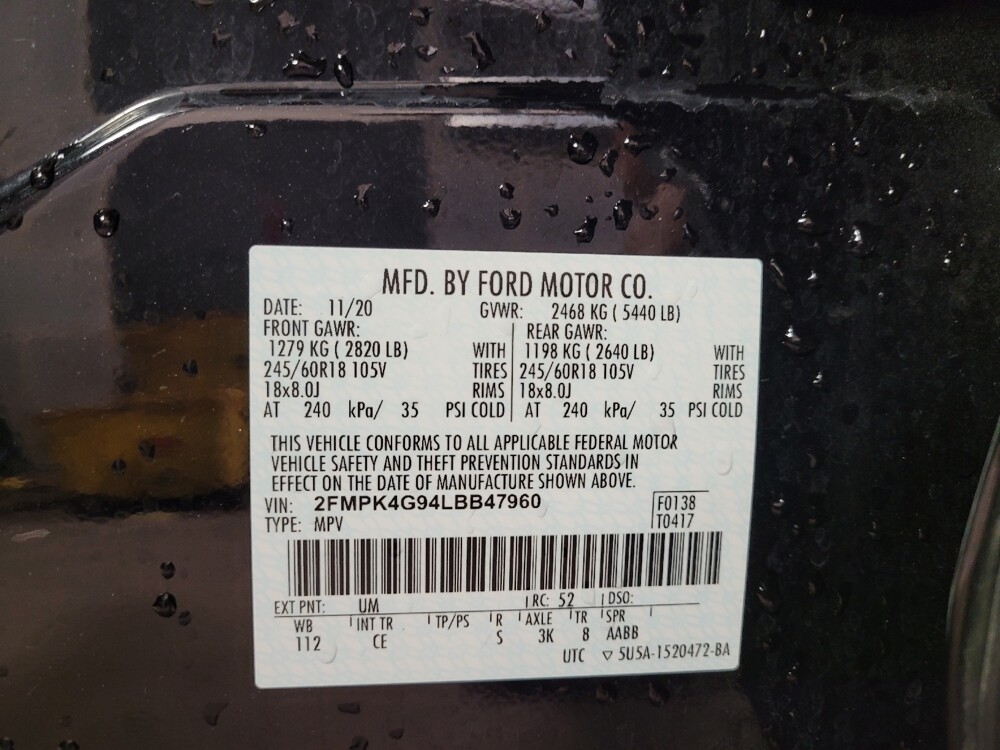 MFD. BY FORD MOTOR CO.
DATE: 11/20 GVWR: 2468 KG ( 5440 LB)
FRONT GAWR: REAR GAWR:
1279 KG ( 2820 LB) WITH 1198 KG ( 2640 LB) WITH
245/60R18 105V TIRES 245/60R18 105V TIRES
18x8.0J RIMS 18x8.0J RIMS
AT 240 kPa/ 35 PSI COLD AT 240 kPa/ 35 PSI COLD
THIS VEHICLE CONFORMS TO ALL APPLICABLE FEDERAL MOTOR
VEHICLE SAFETY AND THEFT PREVENTION STANDARDS IN
EFFECT ON THE DATE OF MANUFACTURE SHOWN ABOVE.
VIN: 2FMPK4G94LBB47960 F0138
TYPE: MPV T0417
EXT PNT: UM RC: 52 DSO:
WB INT TR TP/PS R AXLE TR SPR
112 CE S 3K 8 AABB
UTC ▽ 5U5A-1520472-BA